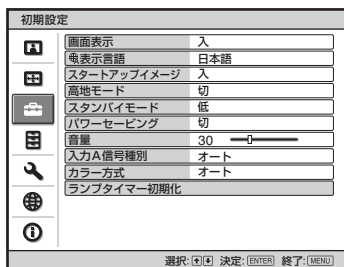 初期設定
画面表示 入
表示言語 日本語
スタートアップイメージ 入
高地モード 切
スタンバイモード 低
パワーセービング 切
音量 30
入力A信号種別 オート
カラー方式 オート
ランプタイマー初期化
選択: 決定: ENTER 終了: MENU